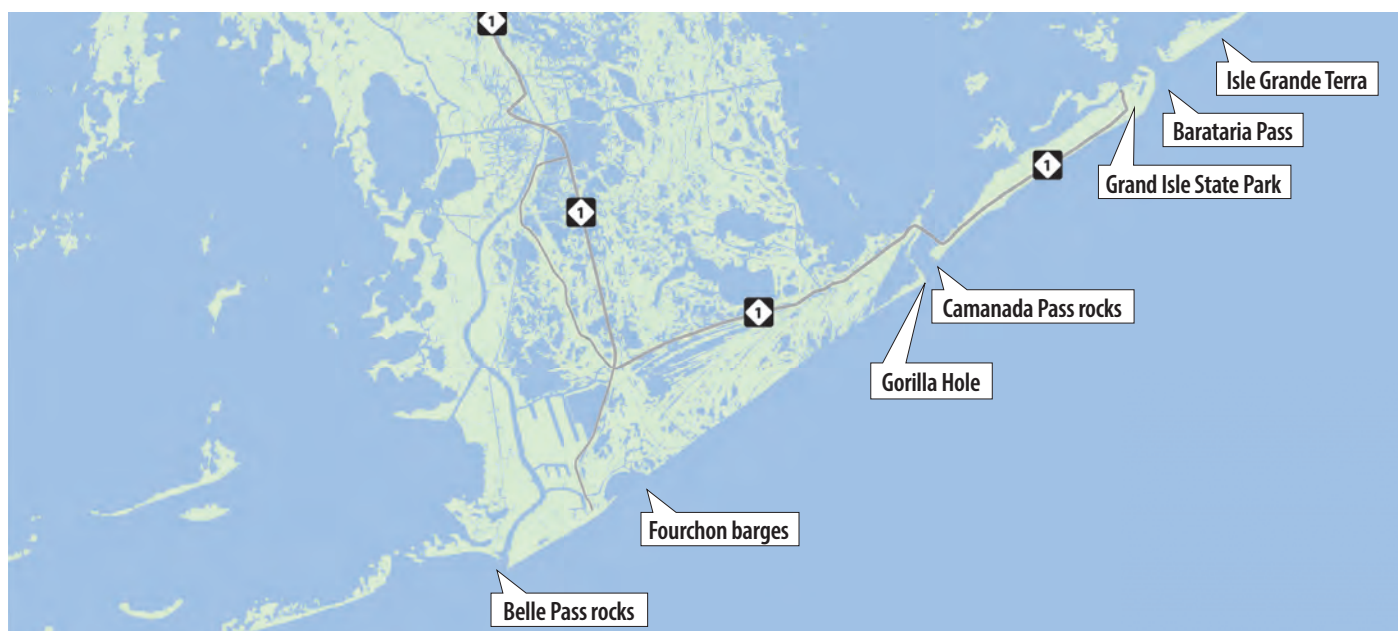 1
Isle Grande Terra
Barataria Pass
1
Grand Isle State Park
1
Camanada Pass rocks
1
Gorilla Hole
Fourchon barges
Belle Pass rocks